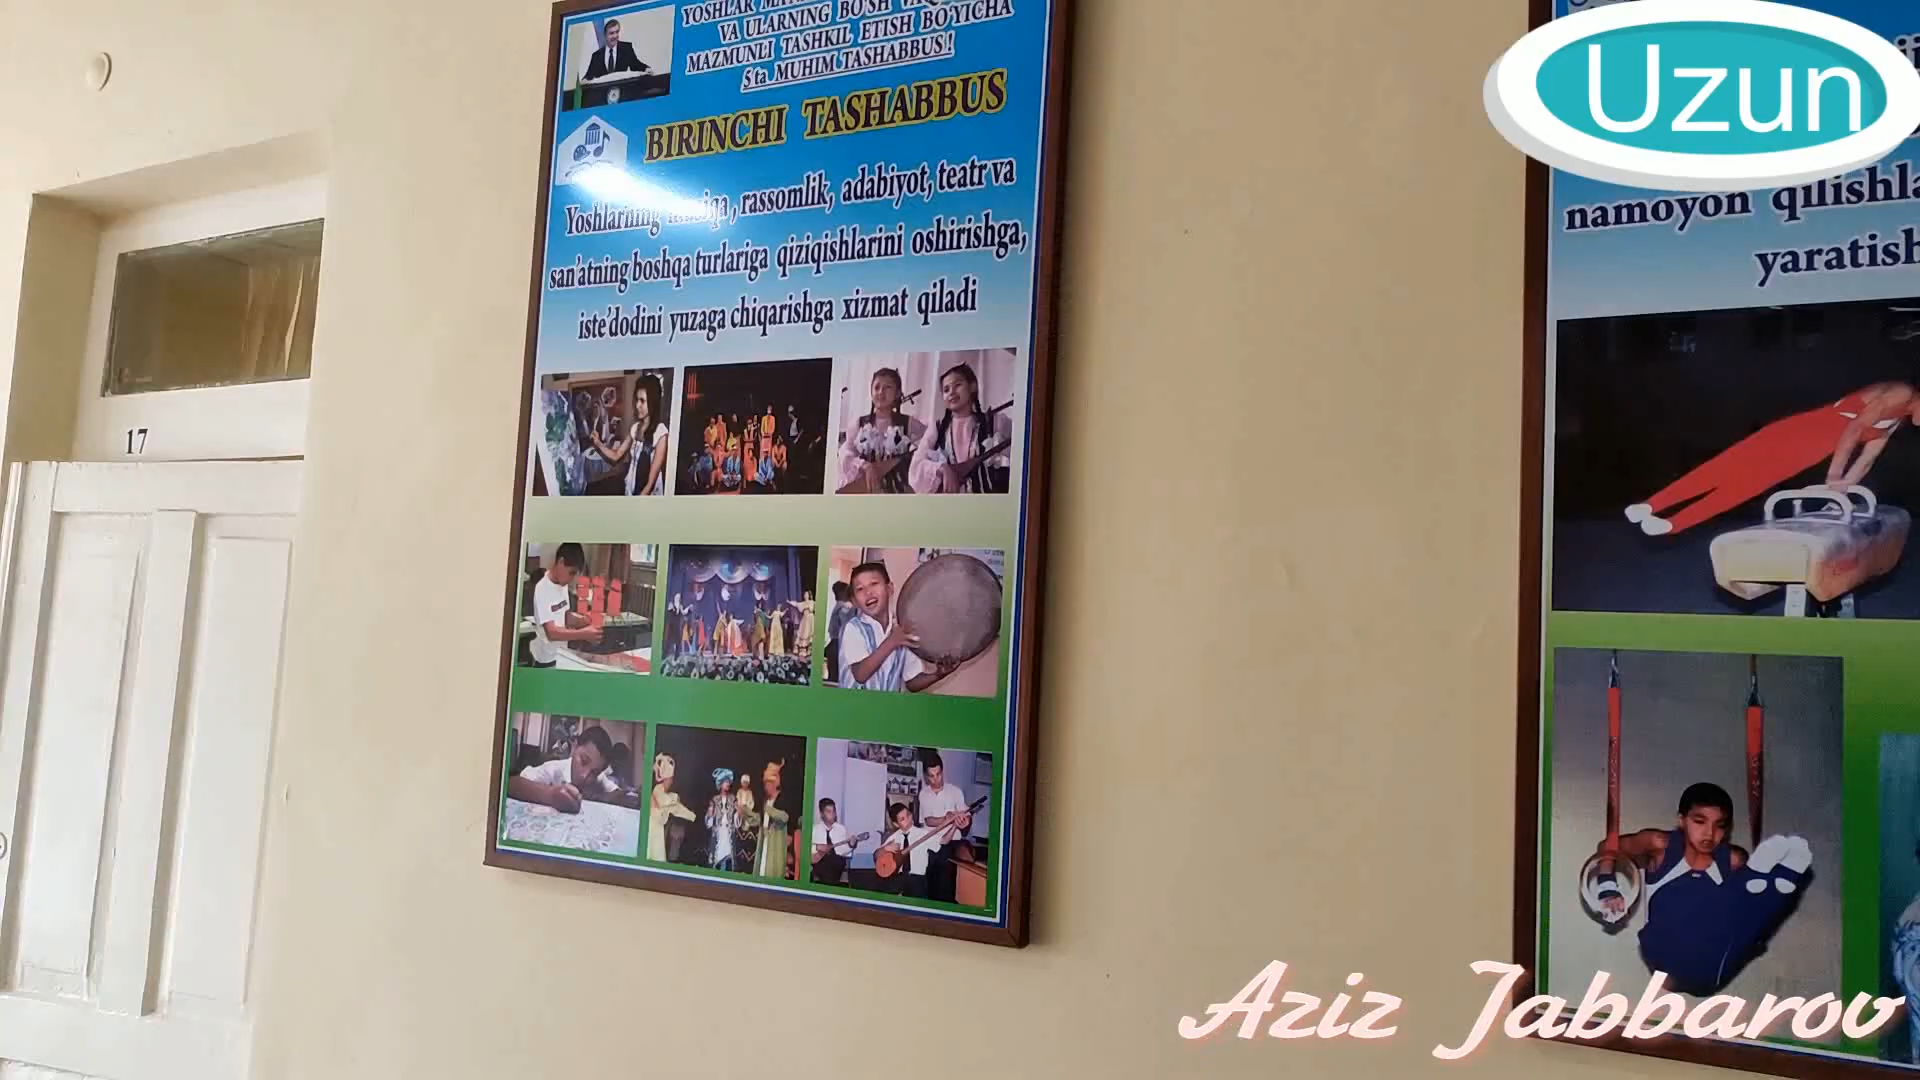 YOSHLAR
VA ULARNING BO'SH
MAZMUNLI TASHKIL ETISH BO'YICHA
5 ta MUHIM TASHABBUS!
BIRINCHI TASHABBUS
Yoshlarning rassomlik, adabiyot, teatr va
san'atning boshqa turlariga qiziqishlarini oshirishga,
iste'dodini yuzaga chiqarishga xizmat qiladi
17
Uzun
namoyon qilishla
yaratish
Aziz Jabbarov